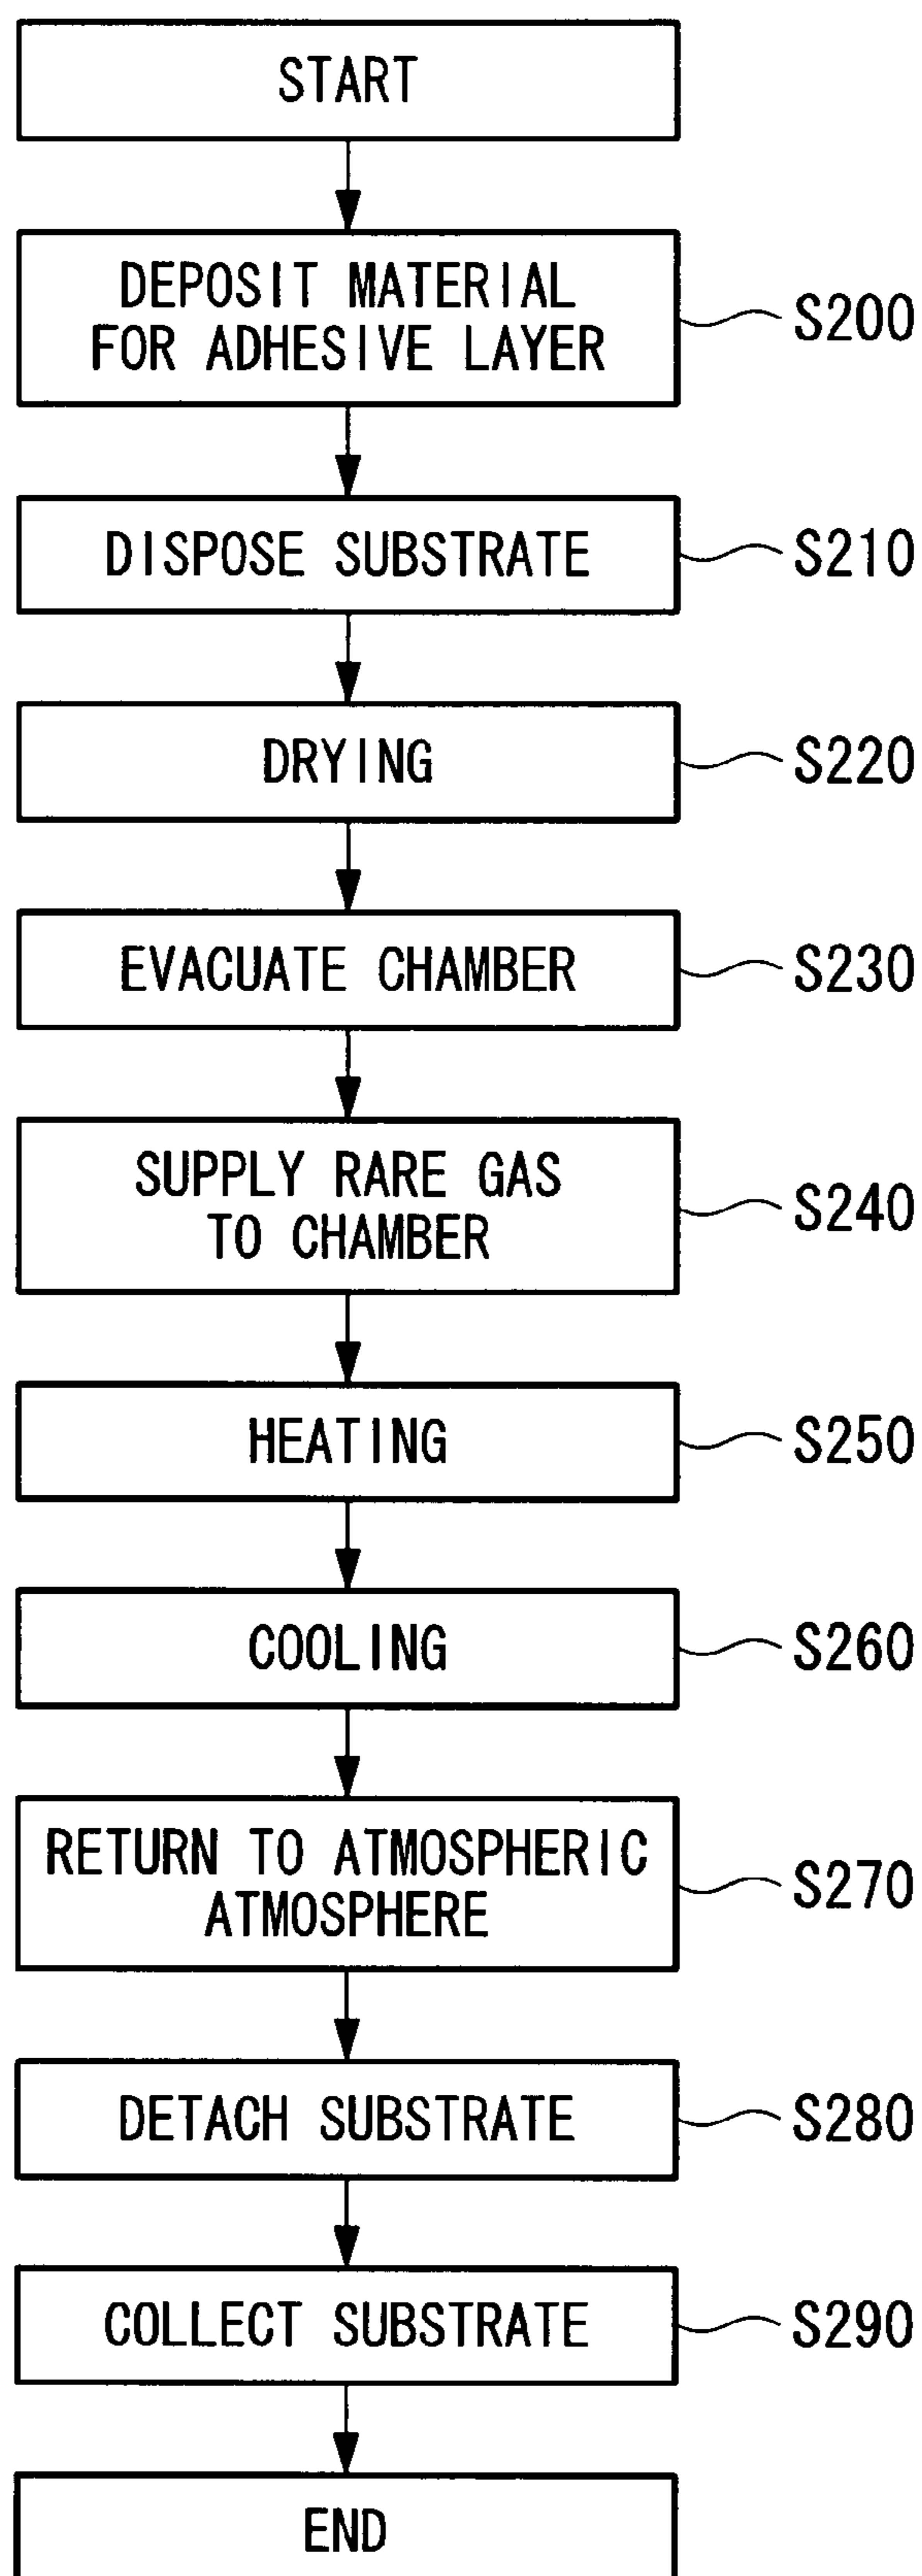 START
DEPOSIT MATERIAL
FOR ADHESIVE LAYER
S200
DISPOSE SUBSTRATE
S210
DRYING
S220
EVACUATE CHAMBER
S230
SUPPLY RARE GAS
TO CHAMBER
S240
HEATING
S250
COOLING
S260
RETURN TO ATMOSPHERIC
ATMOSPHERE
S270
DETACH SUBSTRATE
S280
COLLECT SUBSTRATE
S290
END